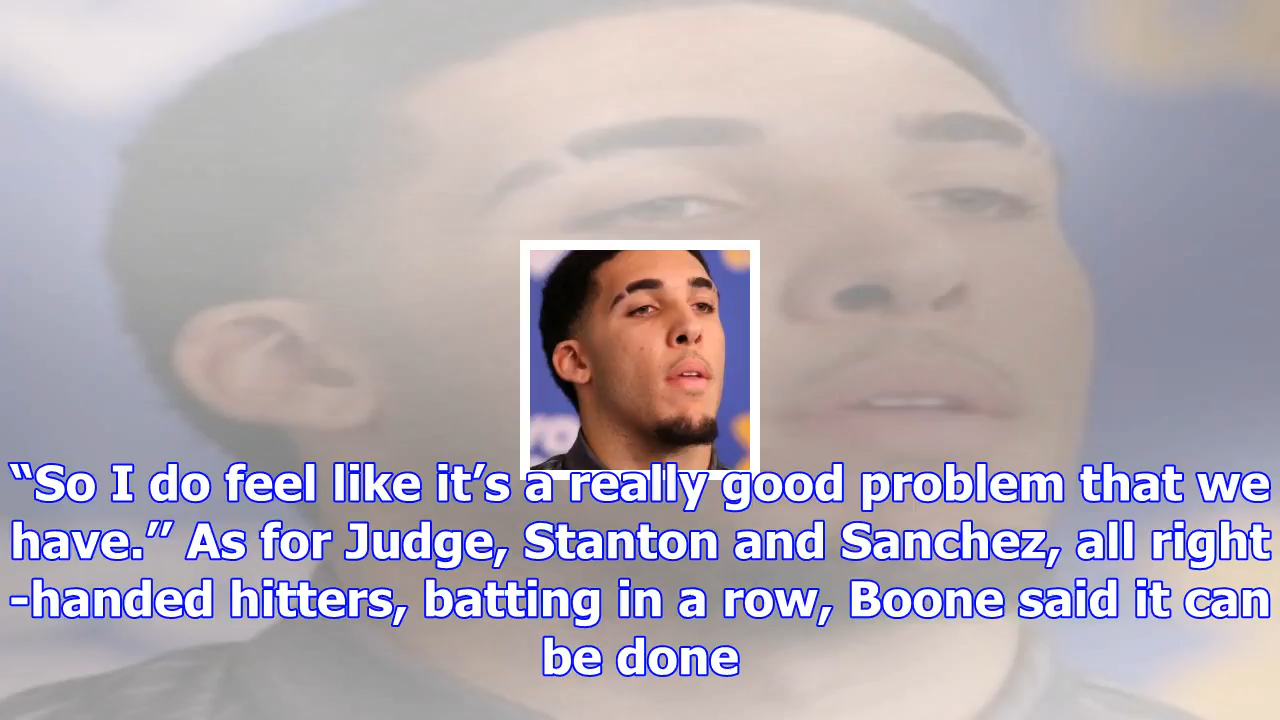 “So I do feel like it’s a really good problem that we
have.” As for Judge, Stanton and Sanchez, all right
-handed hitters, batting in a row, Boone said it can
be done